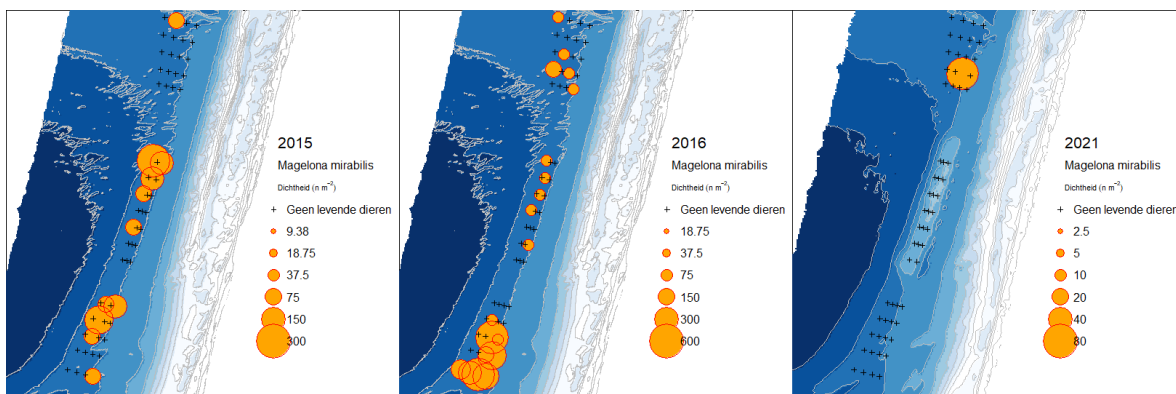 2015
Magelona mirabilis
Dichtheid (n m⁻²)
+ Geen levende dieren
9.38
18.75
37.5
75
150
300
2016
Magelona mirabilis
Dichtheid (n m⁻²)
+ Geen levende dieren
18.75
37.5
75
150
300
600
2021
Magelona mirabilis
Dichtheid (n m⁻²)
+ Geen levende dieren
2.5
5
10
20
40
80